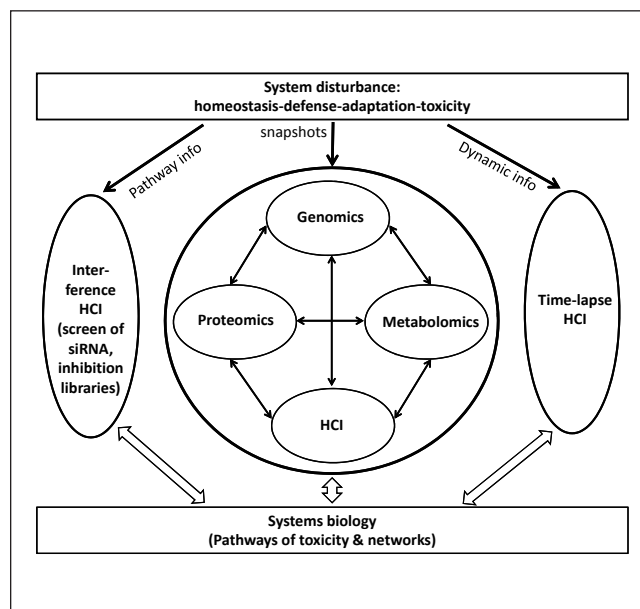 System disturbance:
homeostasis-defense-adaptation-toxicity
Pathway info
snapshots
Dynamic info
Genomics
Inter-
ference
HCI
(screen of
siRNA,
inhibition
libraries)
Proteomics
Metabolomics
Time-lapse
HCI
HCI
Systems biology
(Pathways of toxicity & networks)